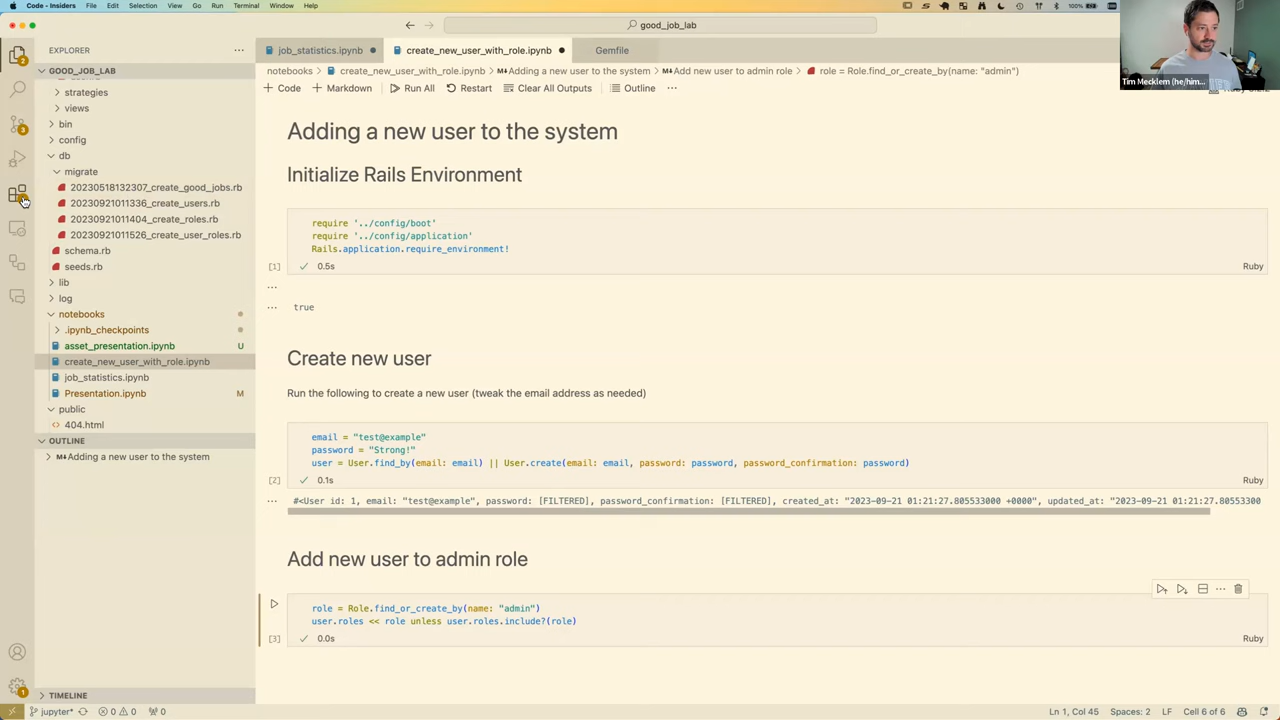 Code - Insiders File Edit Selection View Go Run Terminal Window Help
100%
good_job_lab
EXPLORER
job_statistics.ipynb
create_new_user_with_role.ipynb
Gemfile
GOOD_JOB_LAB
notebooks > create_new_user_with_role.ipynb > M↓Adding a new user to the system > M↓Add new user to admin role > role = Role.find_or_create_by(name: "admin")
Tim Mecklem (he/him...
+ Code + Markdown Run All Restart Clear All Outputs Outline ...
strategies
views
bin
config
db
migrate
20230518132307_create_good_jobs.rb
20230921011336_create_users.rb
20230921011404_create_roles.rb
20230921011526_create_user_roles.rb
schema.rb
seeds.rb
lib
log
notebooks
.ipynb_checkpoints
asset_presentation.ipynb U
create_new_user_with_role.ipynb
job_statistics.ipynb
Presentation.ipynb M
public
404.html
OUTLINE
M↓Adding a new user to the system
TIMELINE
Adding a new user to the system
Initialize Rails Environment
require '../config/boot'
require '../config/application'
Rails.application.require_environment!
[1] 0.5s Ruby
...
... true
Create new user
Run the following to create a new user (tweak the email address as needed)
email = "test@example"
password = "Strong!"
user = User.find_by(email: email) || User.create(email: email, password: password, password_confirmation: password)
[2] 0.1s Ruby
... #<User id: 1, email: "test@example", password: [FILTERED], password_confirmation: [FILTERED], created_at: "2023-09-21 01:21:27.805533000 +0000", updated_at: "2023-09-21 01:21:27.80553300
Add new user to admin role
role = Role.find_or_create_by(name: "admin")
user.roles << role unless user.roles.include?(role)
[3] 0.0s Ruby
jupyter* 0 0 0 Ln 1, Col 45 Spaces: 2 LF Cell 6 of 6